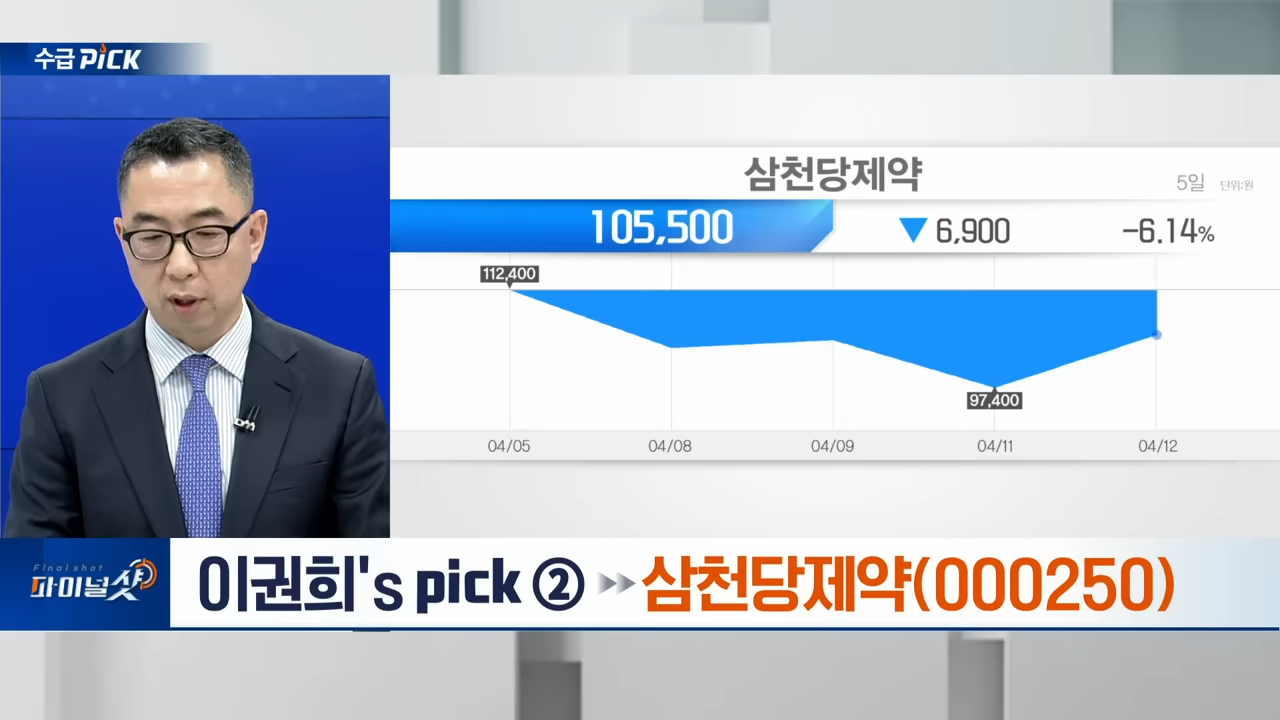 수급 PiCK
삼천당제약
5일 단위:원
105,500 ▼ 6,900 -6.14%
112,400
97,400
04/05 04/08 04/09 04/11 04/12
Final shot
파이널샷
이권희's pick ② 삼천당제약(000250)